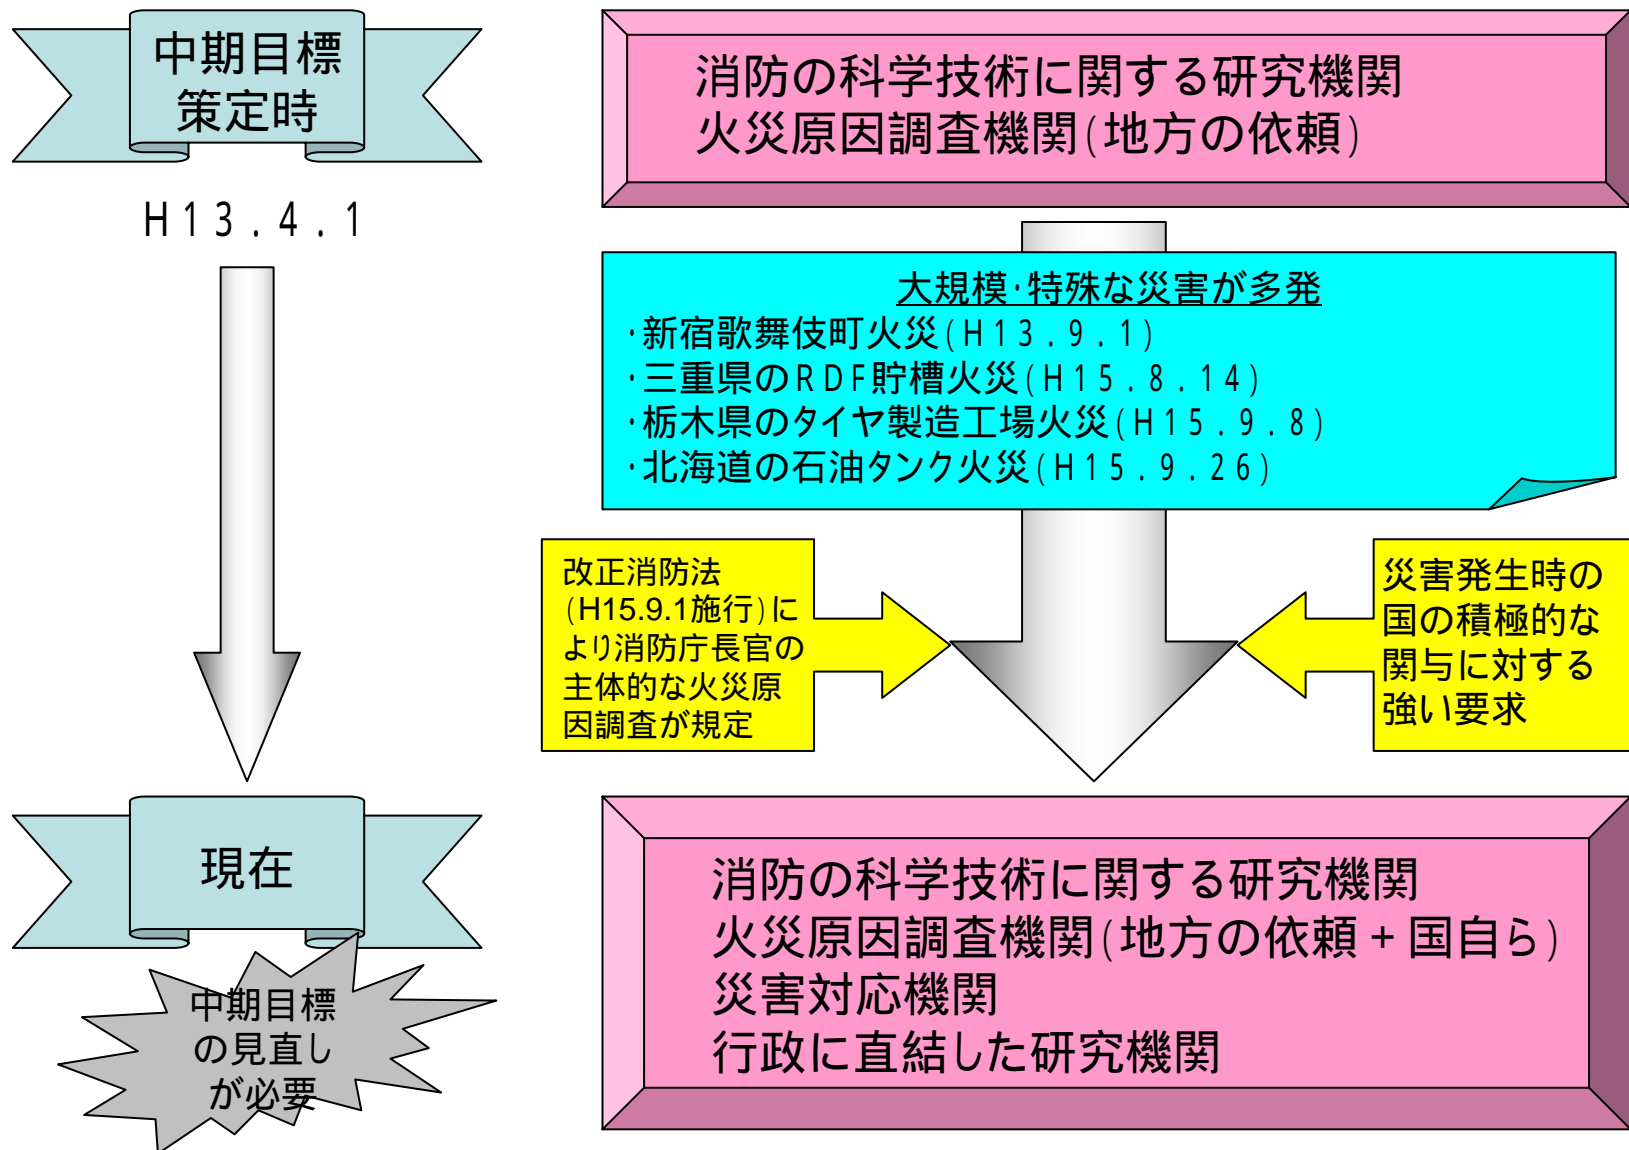 中期目標
策定時
H13.4.1
消防の科学技術に関する研究機関
火災原因調査機関(地方の依頼)
大規模・特殊な災害が多発
・新宿歌舞伎町火災(H13.9.1)
・三重県のRDF貯槽火災(H15.8.14)
・栃木県のタイヤ製造工場火災(H15.9.8)
・北海道の石油タンク火災(H15.9.26)
改正消防法
(H15.9.1施行)に
より消防庁長官の
主体的な火災原
因調査が規定
災害発生時の
国の積極的な
関与に対する
強い要求
現在
中期目標
の見直し
が必要
消防の科学技術に関する研究機関
火災原因調査機関(地方の依頼+国自ら)
災害対応機関
行政に直結した研究機関